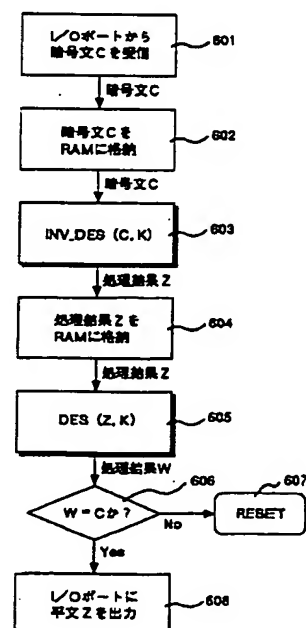 I/Oポートから
暗号文Cを受信
601
暗号文C
暗号文Cを
RAMに格納
602
暗号文C
INV_DES (C, K)
603
処理結果Z
処理結果Zを
RAMに格納
604
処理結果Z
DES (Z, K)
605
処理結果W
606
W = Cか?
No
607
RESET
Yes
I/Oポートに
平文Zを出力
608